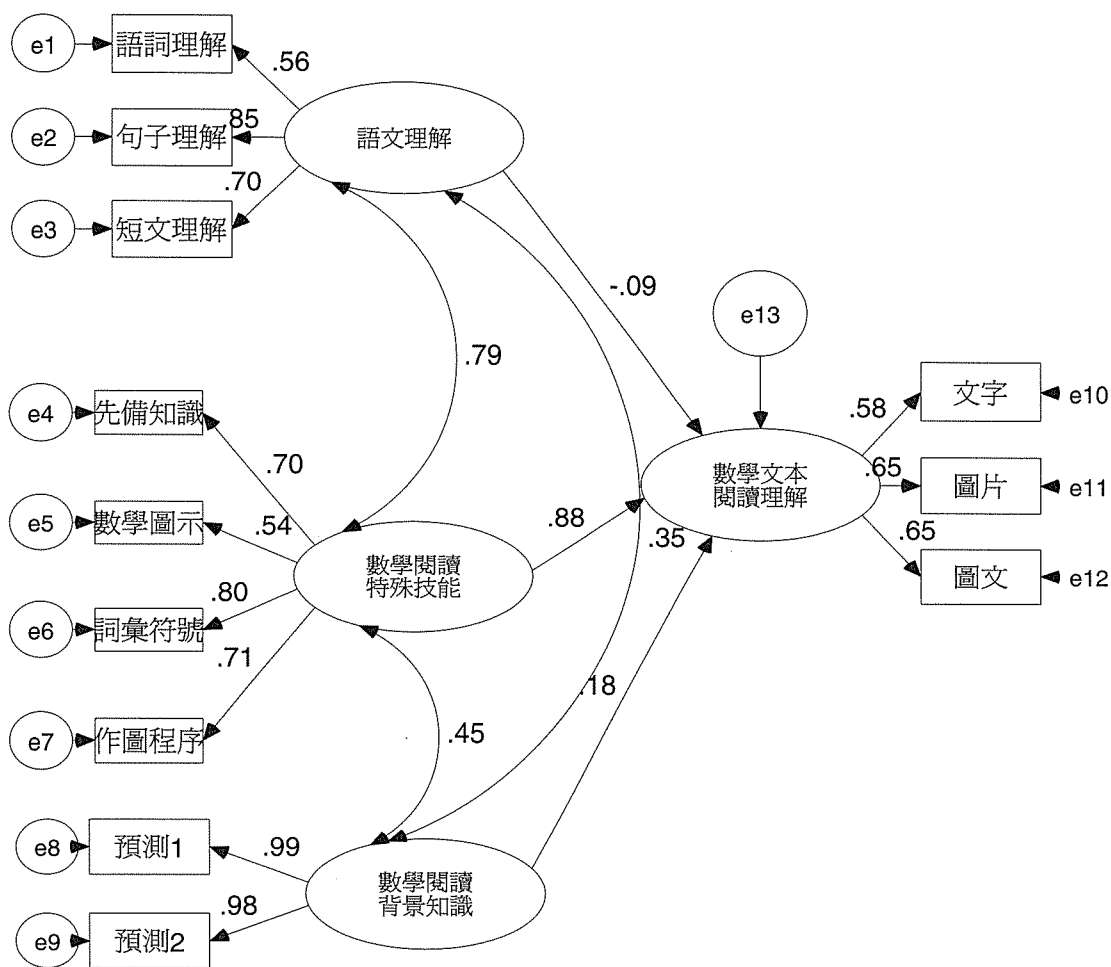 e1
語詞理解
.56
e2
句子理解
.85
語文理解
.70
e3
短文理解
-.09
e13
.79
e4
先備知識
文字
e10
.58
.70
數學文本
閱讀理解
.65
圖片
e11
e5
數學圖示
.54
.88
.35
.65
數學閱讀
特殊技能
圖文
e12
.80
e6
詞彙符號
.71
.18
e7
作圖程序
.45
e8
預測1
.99
數學閱讀
背景知識
.98
e9
預測2